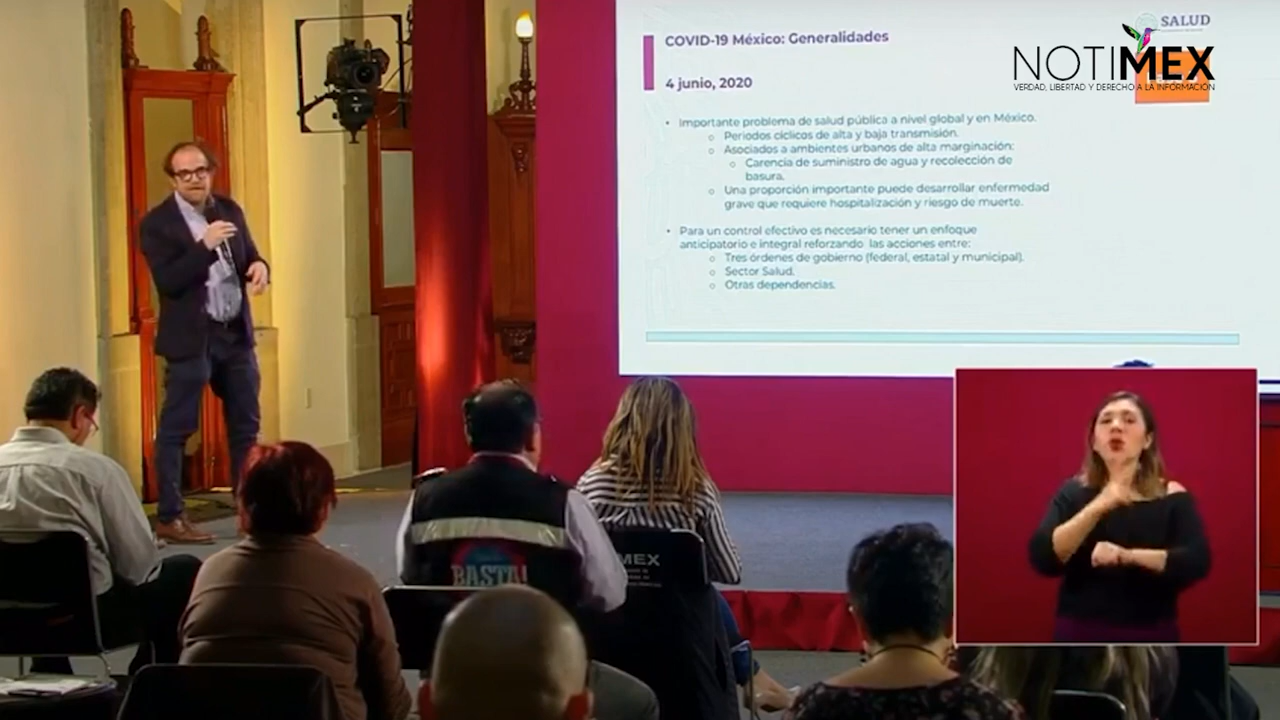 SALUD
COVID-19 México: Generalidades
NOTIMEX
VERDAD, LIBERTAD Y DERECHO A LA INFORMACIÓN
4 junio, 2020
• Importante problema de salud pública a nivel global y en México.
○ Periodos cíclicos de alta y baja transmisión.
○ Asociados a ambientes urbanos de alta marginación:
○ Carencia de suministro de agua y recolección de
basura.
○ Una proporción importante puede desarrollar enfermedad
grave que requiere hospitalización y riesgo de muerte.
• Para un control efectivo es necesario tener un enfoque
anticipatorio e integral reforzando las acciones entre:
○ Tres órdenes de gobierno (federal, estatal y municipal).
○ Sector Salud.
○ Otras dependencias.
MEX
BASTA!